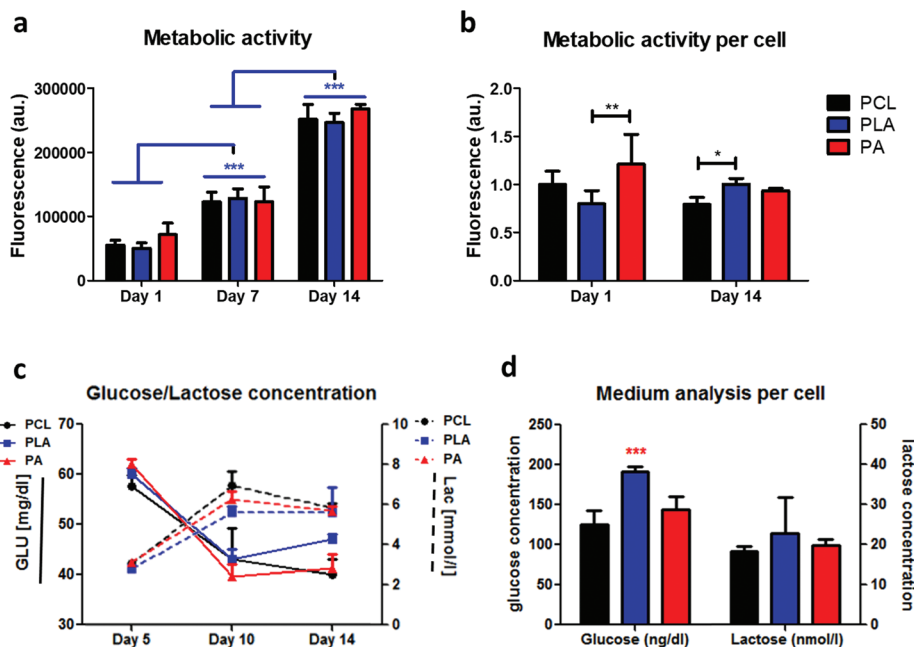 a
Metabolic activity
Fluorescence (au.)
300000
200000
100000
0
***
***
Day 1 Day 7 Day 14
b
Metabolic activity per cell
Fluorescence (au.)
2.0
1.5
1.0
0.5
0.0
**
*
Day 1 Day 14
PCL
PLA
PA
c
Glucose/Lactose concentration
PCL
PLA
PA
GLU [mg/dl]
70
60
50
40
30
10
8
6
4
2
0
PCL
PLA
PA
Lac [mmol/l]
Day 5 Day 10 Day 14
d
Medium analysis per cell
glucose concentration
250
200
150
100
50
0
***
50
40
30
20
10
0
lactose concentration
Glucose (ng/dl) Lactose (nmol/l)